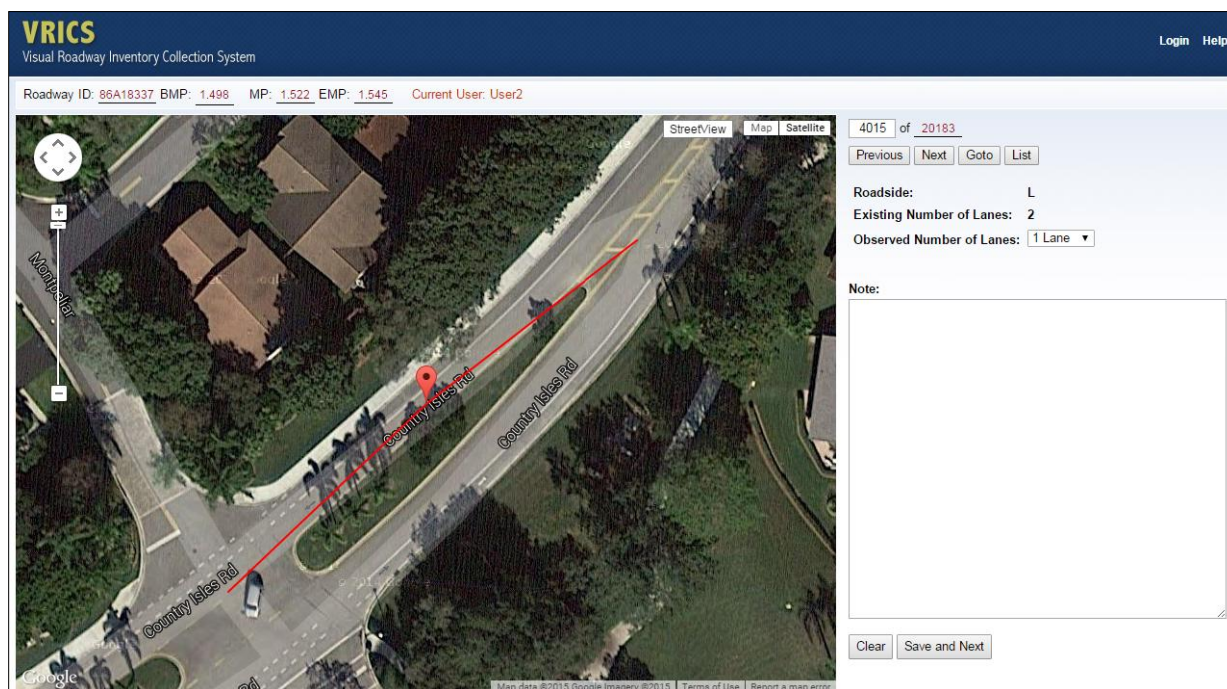 VRICS
Visual Roadway Inventory Collection System
Login Help
Roadway ID: 86A18337 BMP: 1.498 MP: 1.522 EMP: 1.545 Current User: User2
StreetView Map Satellite
4015 of 20183
Previous Next Goto List
Roadside: L
Existing Number of Lanes: 2
Observed Number of Lanes: 1 Lane
Note:
Montpeliar
Country Isles Rd
Country Isles Rd
Country Isles Rd
Rd
Clear Save and Next
Google
Map data ©2015 Google Imagery ©2015 Terms of Use Report a map error